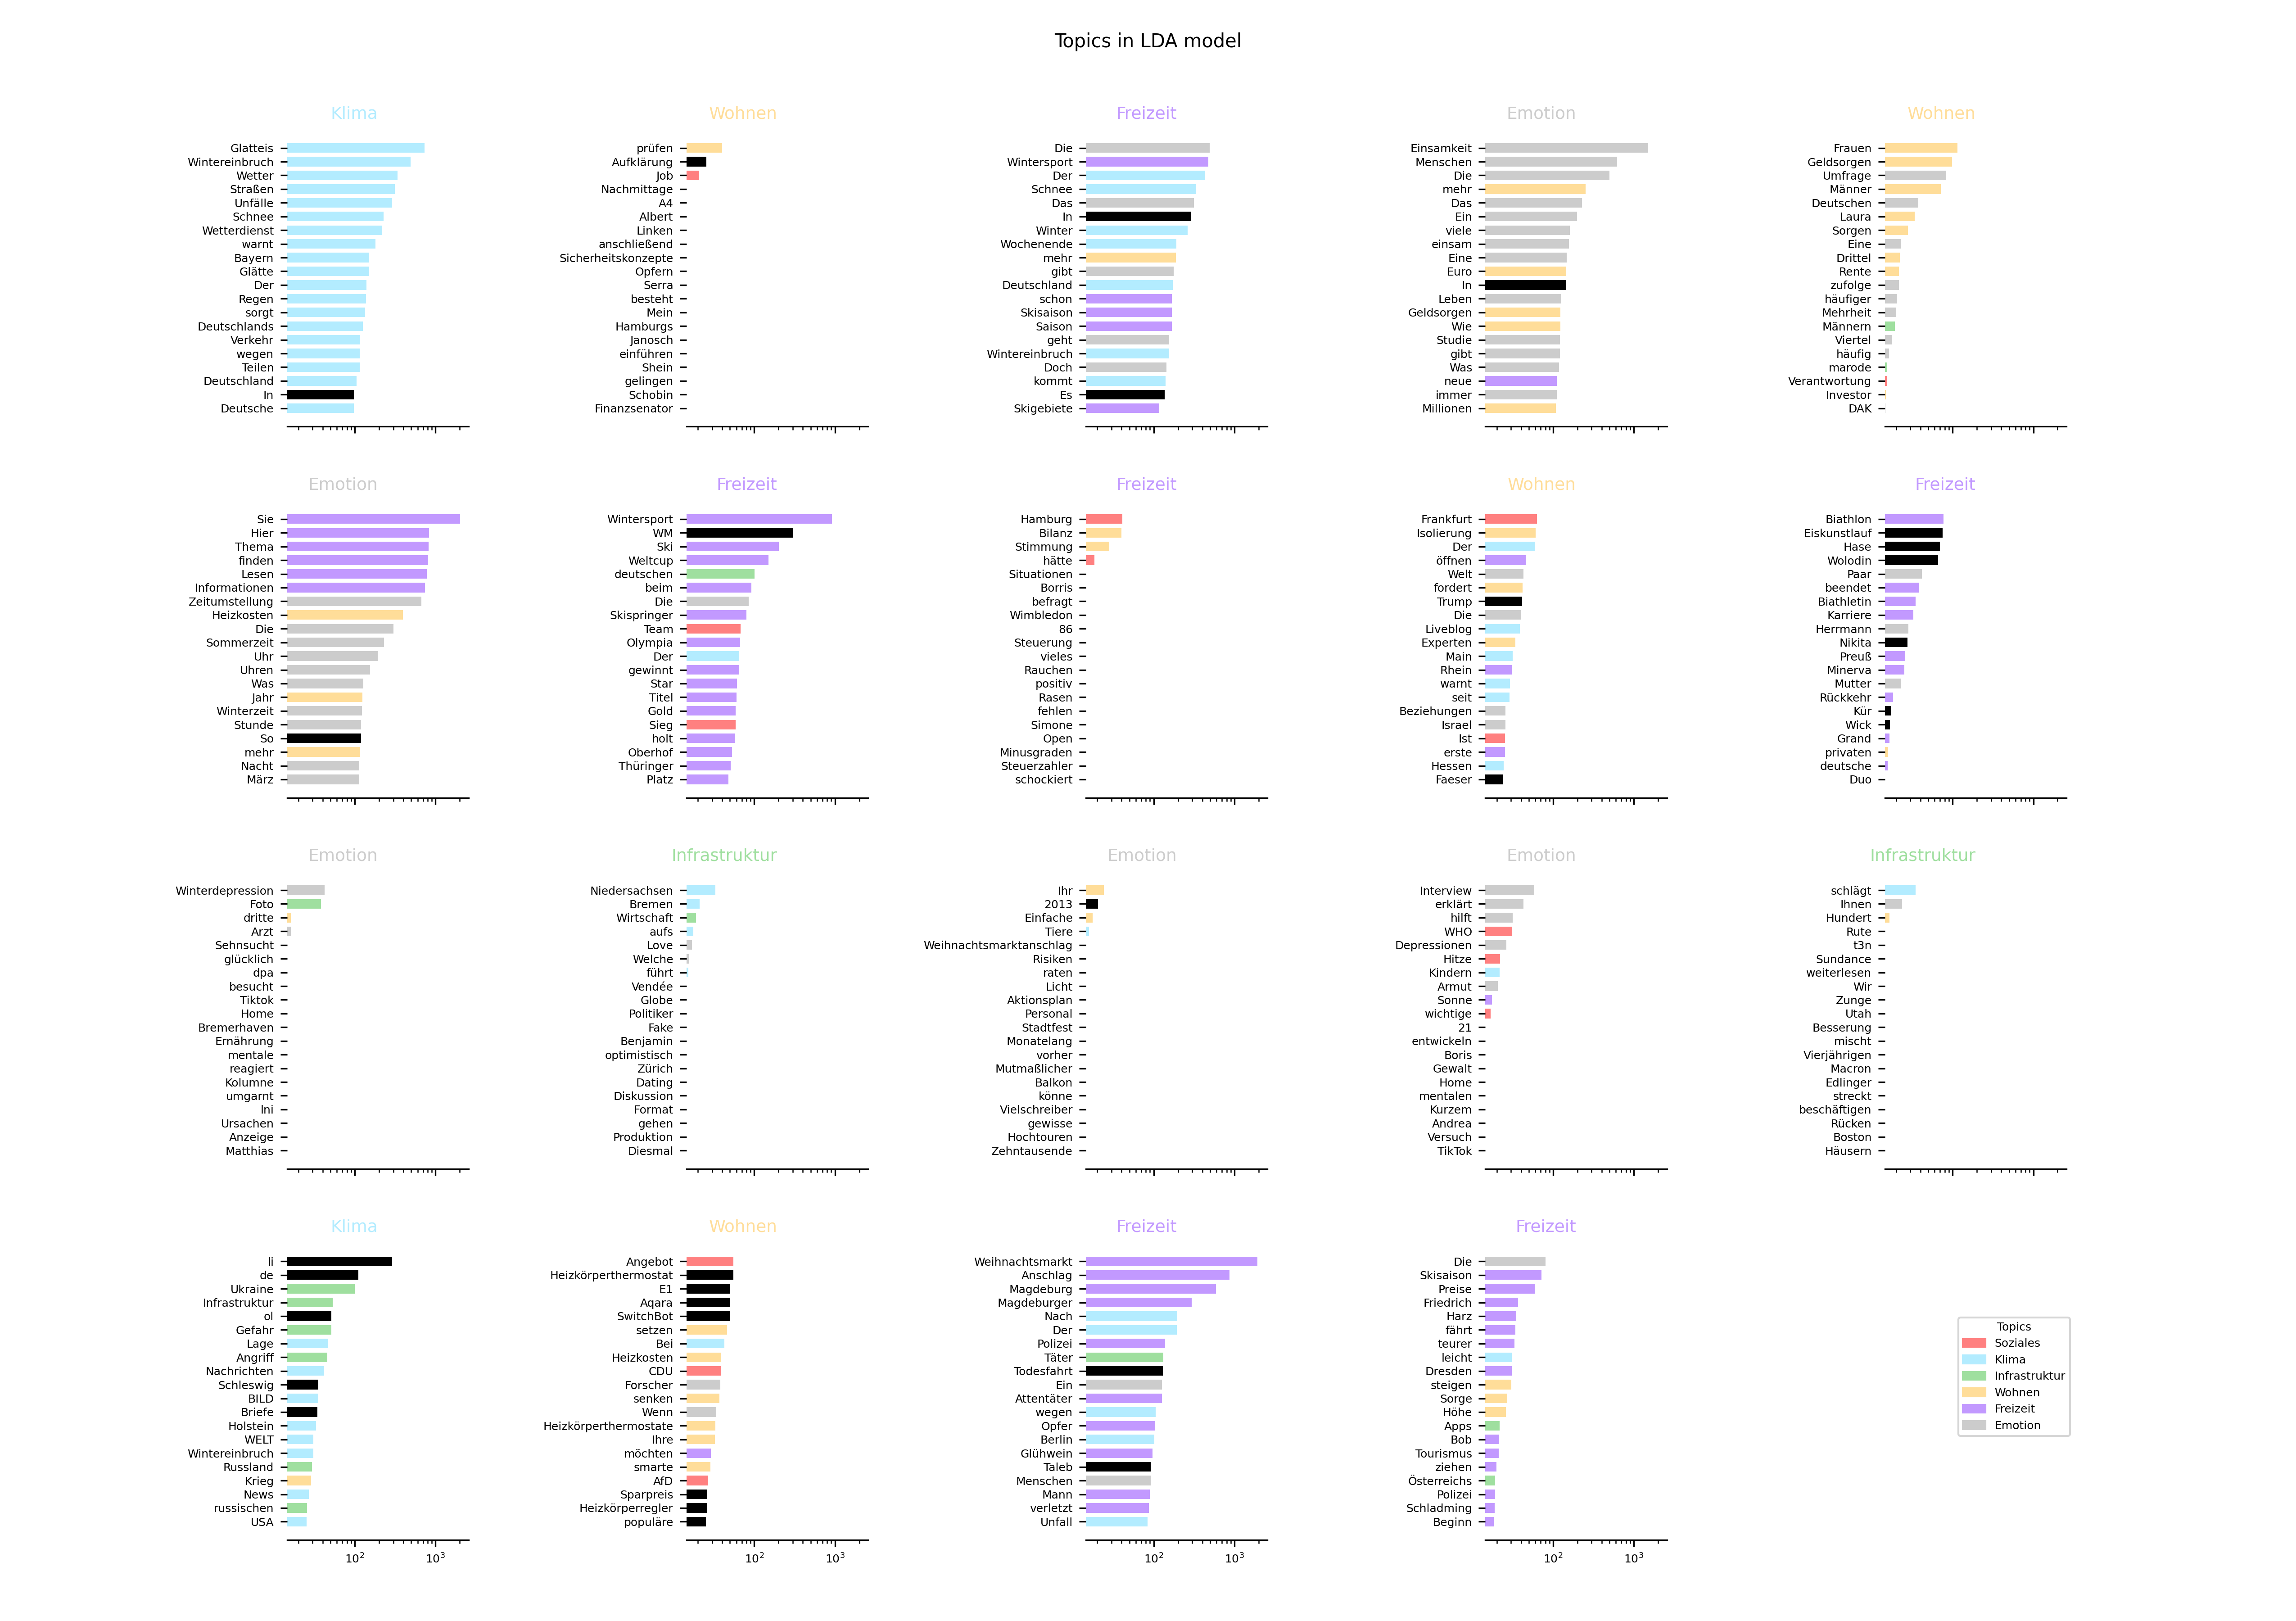 Topics in LDA model
Klima
Glatteis
Wintereinbruch
Wetter
Straßen
Unfälle
Schnee
Wetterdienst
warnt
Bayern
Glätte
Der
Regen
sorgt
Deutschlands
Verkehr
wegen
Teilen
Deutschland
In
Deutsche
Wohnen
prüfen
Aufklärung
Job
Nachmittage
A4
Albert
Linken
anschließend
Sicherheitskonzepte
Opfern
Serra
besteht
Mein
Hamburgs
Janosch
einführen
Shein
gelingen
Schobin
Finanzsenator
Freizeit
Die
Wintersport
Der
Schnee
Das
In
Winter
Wochenende
mehr
gibt
Deutschland
schon
Skisaison
Saison
geht
Wintereinbruch
Doch
kommt
Es
Skigebiete
Emotion
Einsamkeit
Menschen
Die
mehr
Das
Ein
viele
einsam
Eine
Euro
In
Leben
Geldsorgen
Wie
Studie
gibt
Was
neue
immer
Millionen
Wohnen
Frauen
Geldsorgen
Umfrage
Männer
Deutschen
Laura
Sorgen
Eine
Drittel
Rente
zufolge
häufiger
Mehrheit
Männern
Viertel
häufig
marode
Verantwortung
Investor
DAK
Emotion
Sie
Hier
Thema
finden
Lesen
Informationen
Zeitumstellung
Heizkosten
Die
Sommerzeit
Uhr
Uhren
Was
Jahr
Winterzeit
Stunde
So
mehr
Nacht
März
Freizeit
Wintersport
WM
Ski
Weltcup
deutschen
beim
Die
Skispringer
Team
Olympia
Der
gewinnt
Star
Titel
Gold
Sieg
holt
Oberhof
Thüringer
Platz
Freizeit
Hamburg
Bilanz
Stimmung
hätte
Situationen
Borris
befragt
Wimbledon
86
Steuerung
vieles
Rauchen
positiv
Rasen
fehlen
Simone
Open
Minusgraden
Steuerzahler
schockiert
Wohnen
Frankfurt
Isolierung
Der
öffnen
Welt
fordert
Trump
Die
Liveblog
Experten
Main
Rhein
warnt
seit
Beziehungen
Israel
Ist
erste
Hessen
Faeser
Freizeit
Biathlon
Eiskunstlauf
Hase
Wolodin
Paar
beendet
Biathletin
Karriere
Herrmann
Nikita
Preuß
Minerva
Mutter
Rückkehr
Kür
Wick
Grand
privaten
deutsche
Duo
Emotion
Winterdepression
Foto
dritte
Arzt
Sehnsucht
glücklich
dpa
besucht
Tiktok
Home
Bremerhaven
Ernährung
mentale
reagiert
Kolumne
umgarnt
Ini
Ursachen
Anzeige
Matthias
Infrastruktur
Niedersachsen
Bremen
Wirtschaft
aufs
Love
Welche
führt
Vendée
Globe
Politiker
Fake
Benjamin
optimistisch
Zürich
Dating
Diskussion
Format
gehen
Produktion
Diesmal
Emotion
Ihr
2013
Einfache
Tiere
Weihnachtsmarktanschlag
Risiken
raten
Licht
Aktionsplan
Personal
Stadtfest
Monatelang
vorher
Mutmaßlicher
Balkon
könne
Vielschreiber
gewisse
Hochtouren
Zehntausende
Emotion
Interview
erklärt
hilft
WHO
Depressionen
Hitze
Kindern
Armut
Sonne
wichtige
21
entwickeln
Boris
Gewalt
Home
mentalen
Kurzem
Andrea
Versuch
TikTok
Infrastruktur
schlägt
Ihnen
Hundert
Rute
t3n
Sundance
weiterlesen
Wir
Zunge
Utah
Besserung
mischt
Vierjährigen
Macron
Edlinger
streckt
beschäftigen
Rücken
Boston
Häusern
Klima
li
de
Ukraine
Infrastruktur
ol
Gefahr
Lage
Angriff
Nachrichten
Schleswig
BILD
Briefe
Holstein
WELT
Wintereinbruch
Russland
Krieg
News
russischen
USA
10² 10³
Wohnen
Angebot
Heizkörperthermostat
E1
Aqara
SwitchBot
setzen
Bei
Heizkosten
CDU
Forscher
senken
Wenn
Heizkörperthermostate
Ihre
möchten
smarte
AfD
Sparpreis
Heizkörperregler
populäre
10² 10³
Freizeit
Weihnachtsmarkt
Anschlag
Magdeburg
Magdeburger
Nach
Der
Polizei
Täter
Todesfahrt
Ein
Attentäter
wegen
Opfer
Berlin
Glühwein
Taleb
Menschen
Mann
verletzt
Unfall
10² 10³
Freizeit
Die
Skisaison
Preise
Friedrich
Harz
fährt
teurer
leicht
Dresden
steigen
Sorge
Höhe
Apps
Bob
Tourismus
ziehen
Österreichs
Polizei
Schladming
Beginn
10² 10³
Topics
Soziales
Klima
Infrastruktur
Wohnen
Freizeit
Emotion